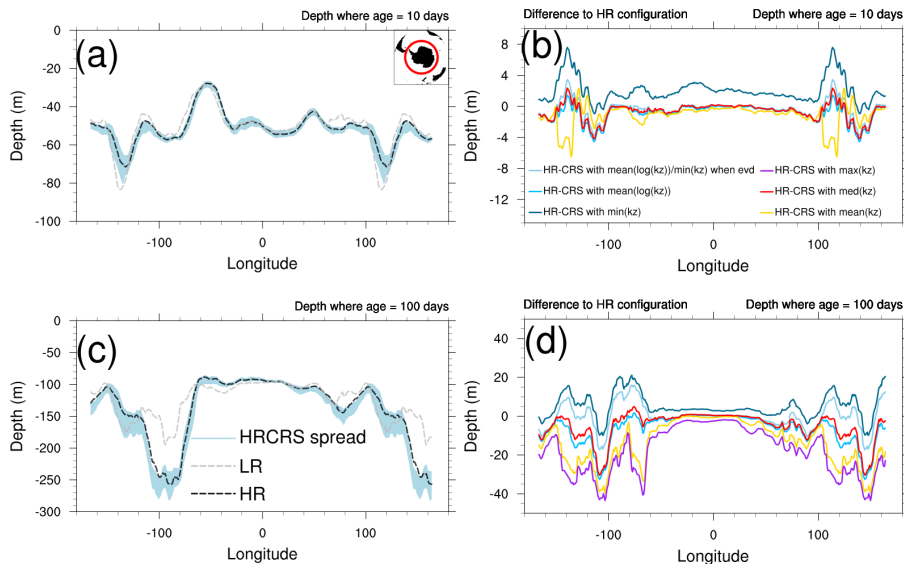 Depth where age = 10 days
(a)
0
-20
-40
-60
-80
-100
Depth (m)
-100 0 100
Longitude
Difference to HR configuration Depth where age = 10 days
(b)
8
4
0
-4
-8
-12
Depth (m)
HR-CRS with mean(log(kz))/min(kz) when evd
HR-CRS with mean(log(kz))
HR-CRS with min(kz)
HR-CRS with max(kz)
HR-CRS with med(kz)
HR-CRS with mean(kz)
-100 0 100
Longitude
Depth where age = 100 days
(c)
0
-50
-100
-150
-200
-250
-300
Depth (m)
HRCRS spread
LR
HR
-100 0 100
Longitude
Difference to HR configuration Depth where age = 100 days
(d)
40
20
0
-20
-40
Depth (m)
-100 0 100
Longitude